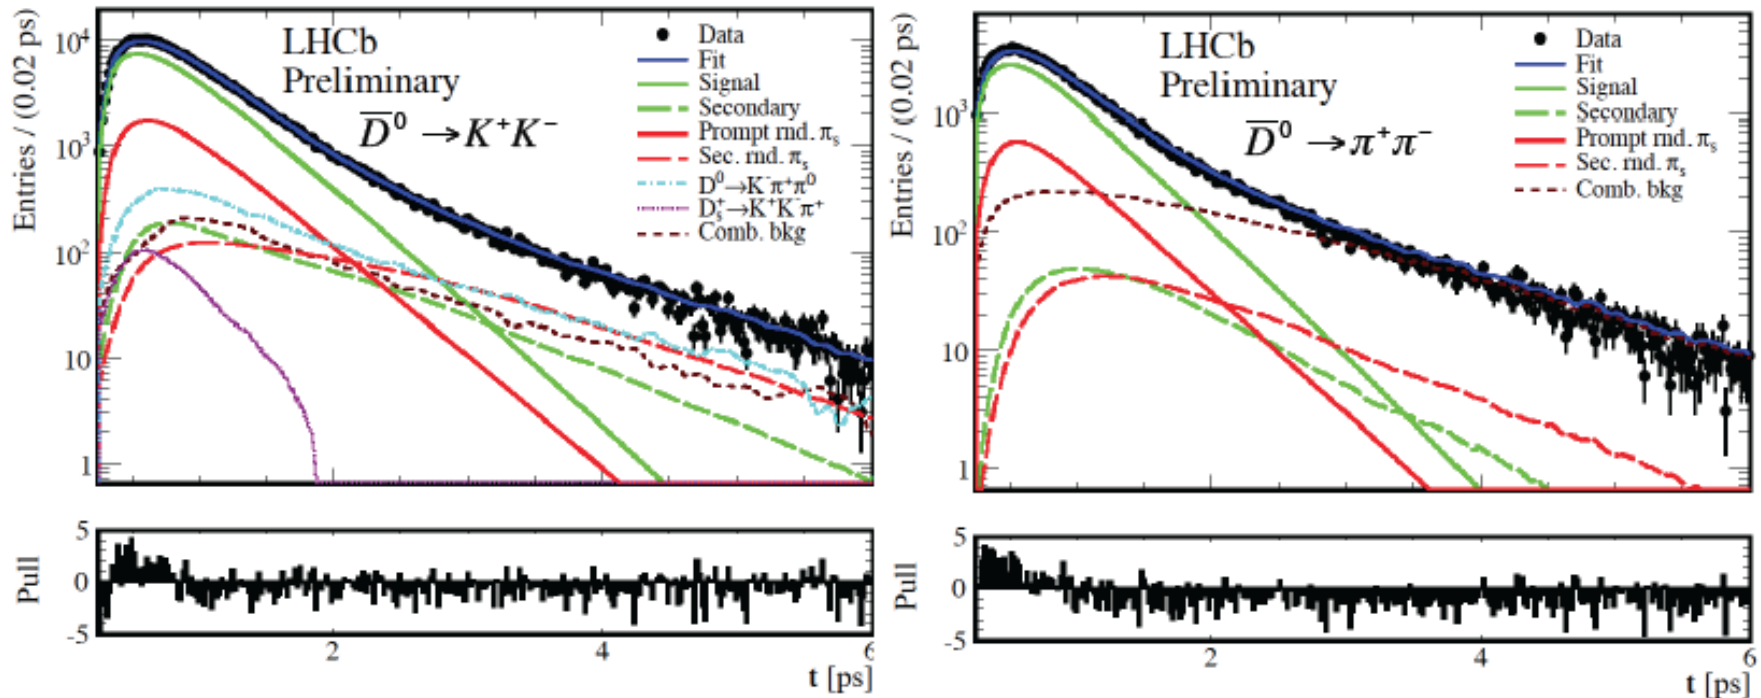 Entries / (0.02 ps)
10⁴
10³
10²
10
1
LHCb
Preliminary
D̅⁰ → K⁺K⁻
Data
Fit
Signal
Secondary
Prompt rnd. πₛ
Sec. rnd. πₛ
D⁰→K⁻π⁺π⁰
Dₛ⁺→K⁺K⁻π⁺
Comb. bkg
Pull
5
0
-5
2
4
6
t [ps]
Entries / (0.02 ps)
10³
10²
10
1
LHCb
Preliminary
D̅⁰ → π⁺π⁻
Data
Fit
Signal
Secondary
Prompt rnd. πₛ
Sec. rnd. πₛ
Comb. bkg
Pull
5
0
-5
2
4
6
t [ps]